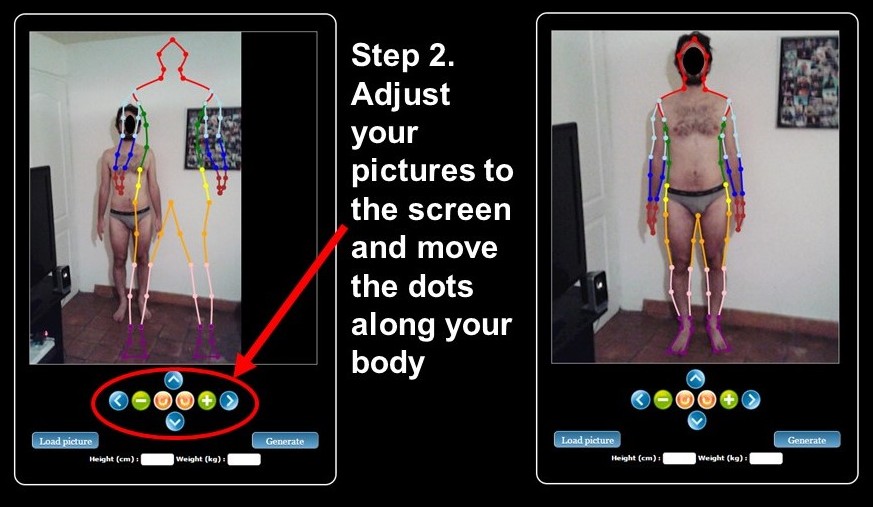 Step 2.
Adjust
your
pictures to
the screen
and move
the dots
along your
body
Load picture
Generate
Height (cm) :
Weight (kg) :
Load picture
Generate
Height (cm) :
Weight (kg) :